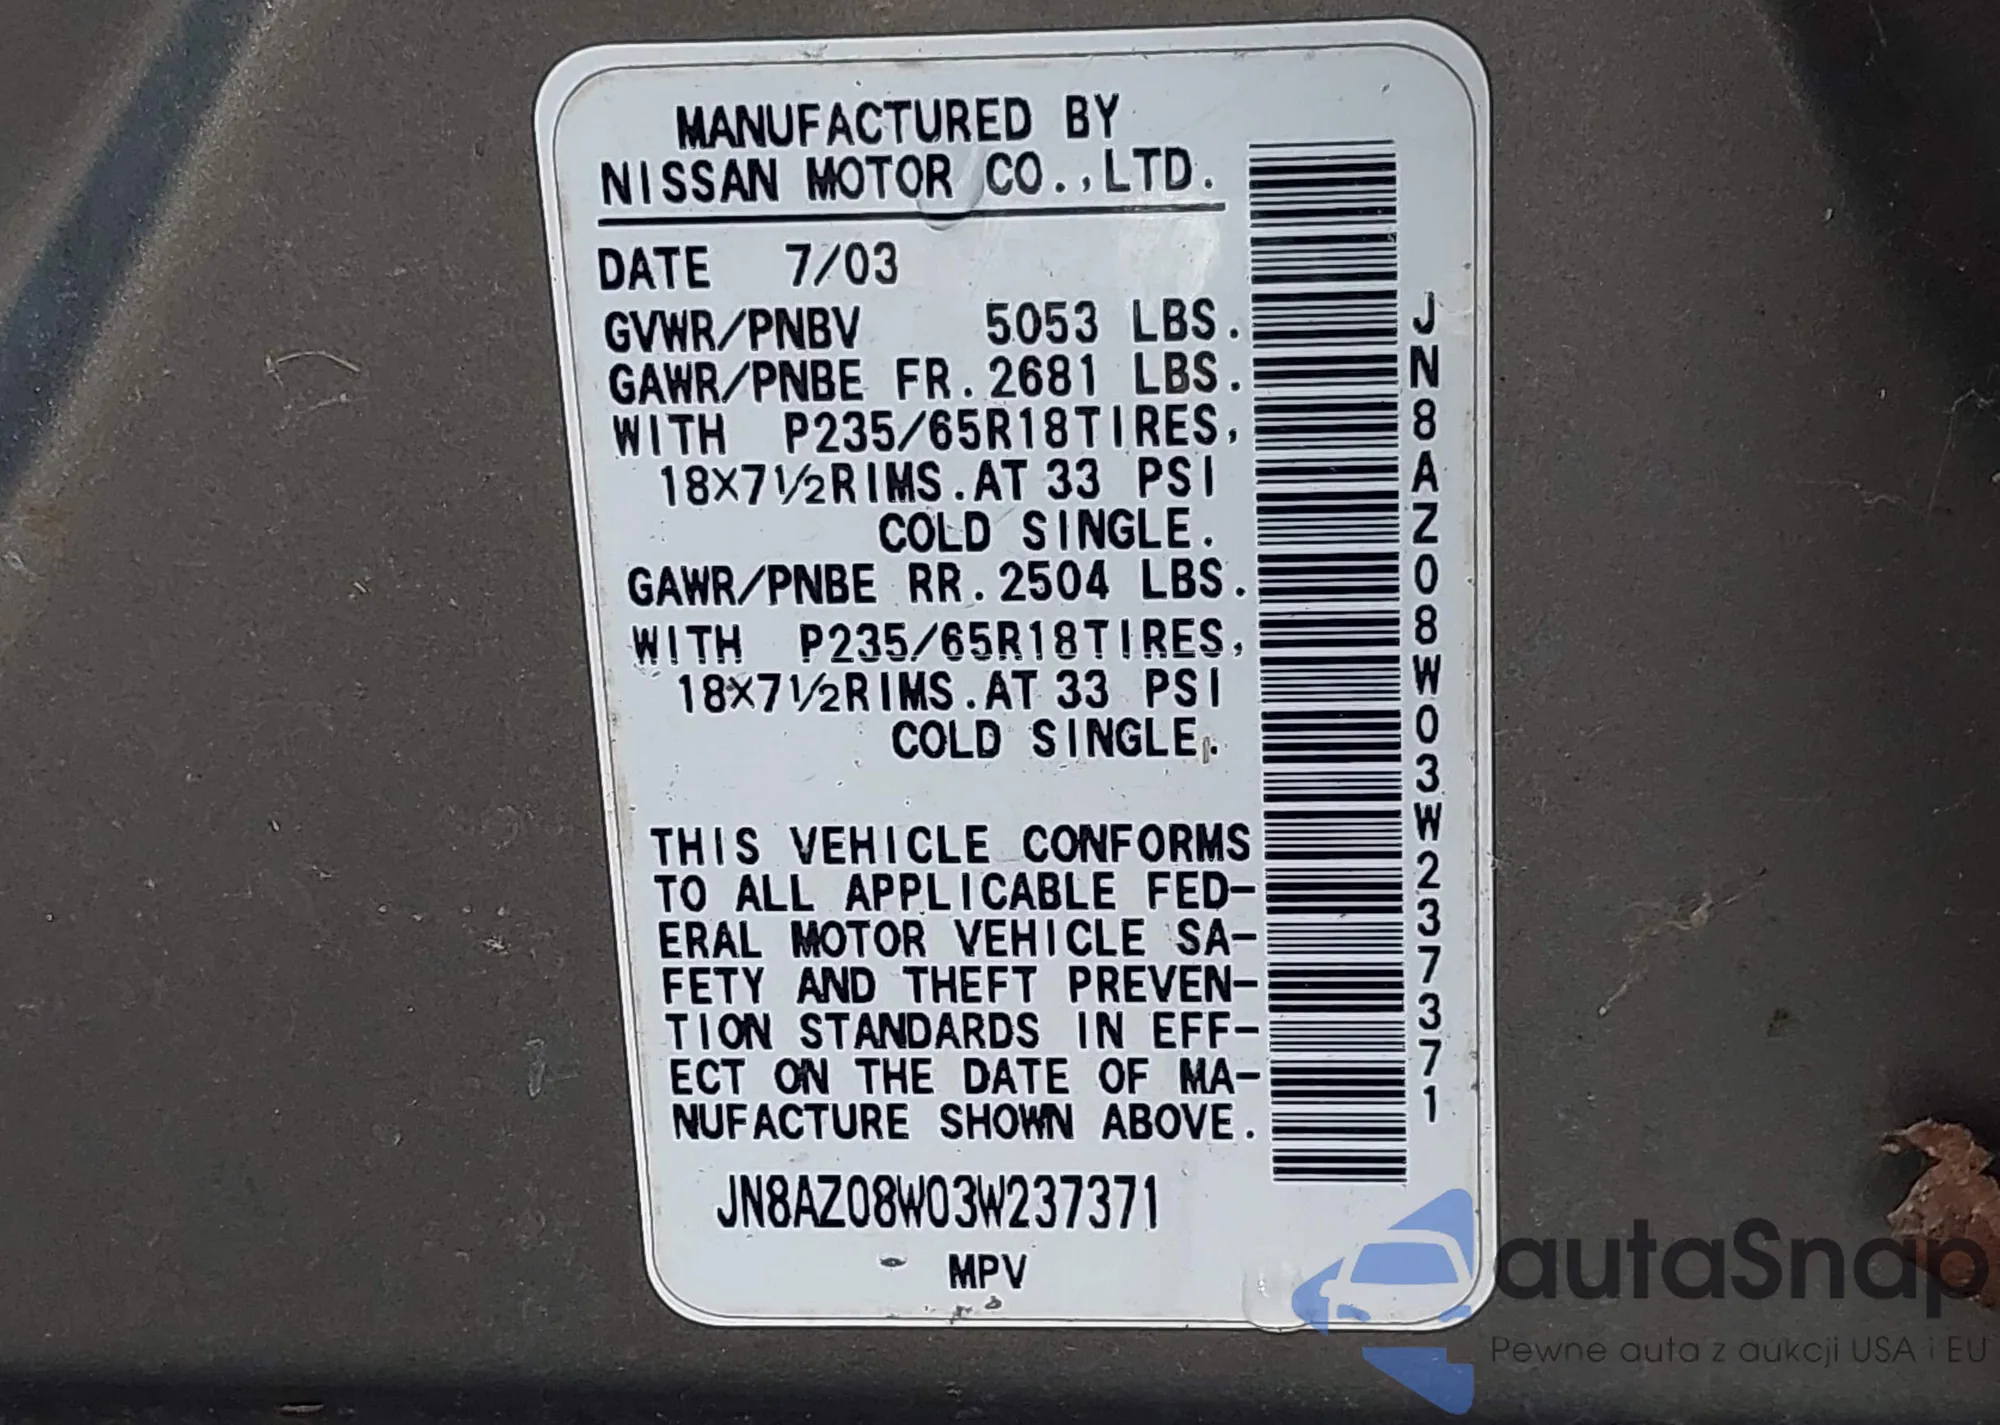 MANUFACTURED BY
NISSAN MOTOR CO.,LTD.
DATE 7/03
GVWR/PNBV 5053 LBS.
GAWR/PNBE FR.2681 LBS.
WITH P235/65R18TIRES,
18×7½RIMS.AT 33 PSI
COLD SINGLE.
GAWR/PNBE RR.2504 LBS.
WITH P235/65R18TIRES,
18×7½RIMS.AT 33 PSI
COLD SINGLE.
THIS VEHICLE CONFORMS
TO ALL APPLICABLE FED-
ERAL MOTOR VEHICLE SA-
FETY AND THEFT PREVEN-
TION STANDARDS IN EFF-
ECT ON THE DATE OF MA-
NUFACTURE SHOWN ABOVE.
JN8AZ08W03W237371
MPV
JN8AZ08W03W237371
autaSnap
Pewne auta z aukcji USA i EU